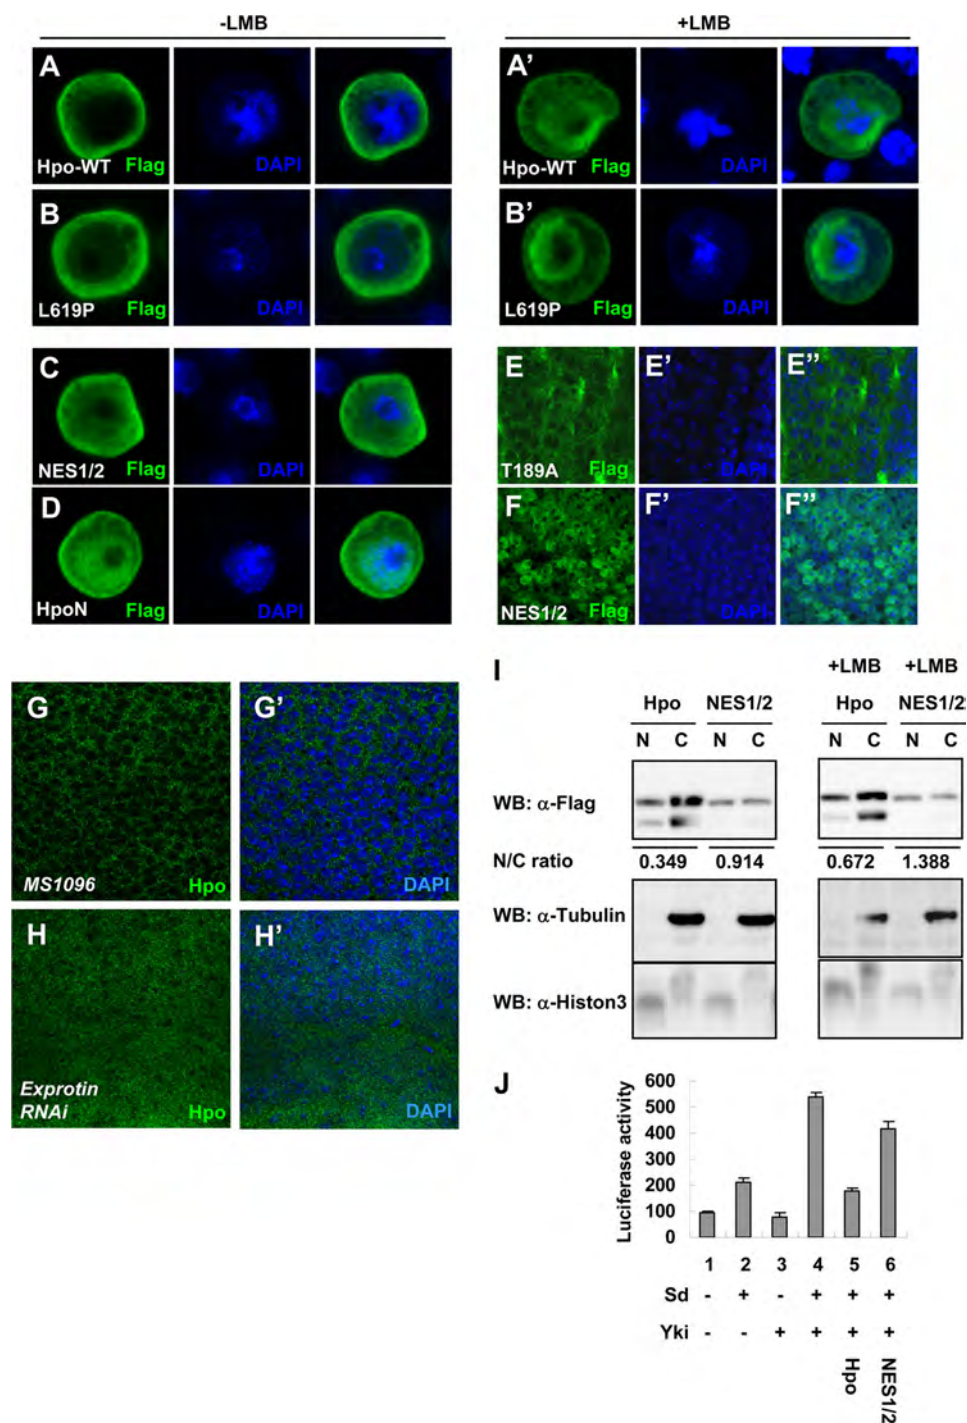 -LMB
+LMB
A
Hpo-WT Flag
DAPI
A'
Hpo-WT Flag
DAPI
B
L619P Flag
DAPI
B'
L619P Flag
DAPI
C
NES1/2 Flag
DAPI
E
T189A Flag
E'
DAPI
E''
D
HpoN Flag
DAPI
F
NES1/2 Flag
F'
DAPI
F''
G
MS1096 Hpo
G'
DAPI
H
Exprotin
RNAi Hpo
H'
DAPI
I
+LMB +LMB
Hpo NES1/2 Hpo NES1/2
N C N C N C N C
WB: α-Flag
N/C ratio 0.349 0.914 0.672 1.388
WB: α-Tubulin
WB: α-Histon3
J
Luciferase activity
600
500
400
300
200
100
0
1 2 3 4 5 6
Sd - + - + + +
Yki - - + + + +
Hpo
NES1/2